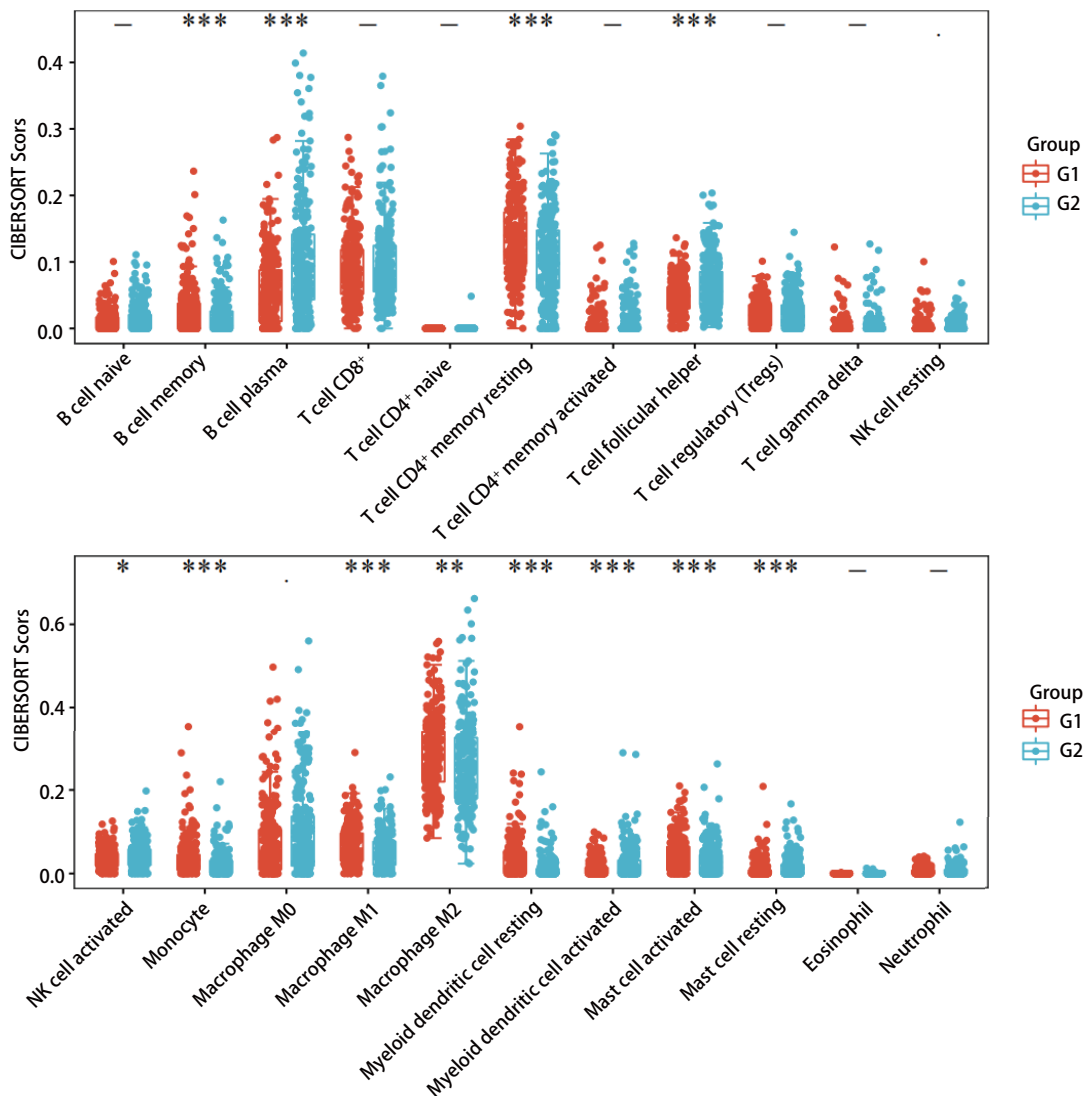 — *** *** — — *** — *** — — .
CIBERSORT Scors
0.4
0.3
0.2
0.1
0.0
Group
G1
G2
B cell naive
B cell memory
B cell plasma
T cell CD8⁺
T cell CD4⁺ naive
T cell CD4⁺ memory resting
T cell CD4⁺ memory activated
T cell follicular helper
T cell regulatory (Tregs)
T cell gamma delta
NK cell resting
* *** . *** ** *** *** *** *** — —
CIBERSORT Scors
0.6
0.4
0.2
0.0
Group
G1
G2
NK cell activated
Monocyte
Macrophage M0
Macrophage M1
Macrophage M2
Myeloid dendritic cell resting
Myeloid dendritic cell activated
Mast cell activated
Mast cell resting
Eosinophil
Neutrophil